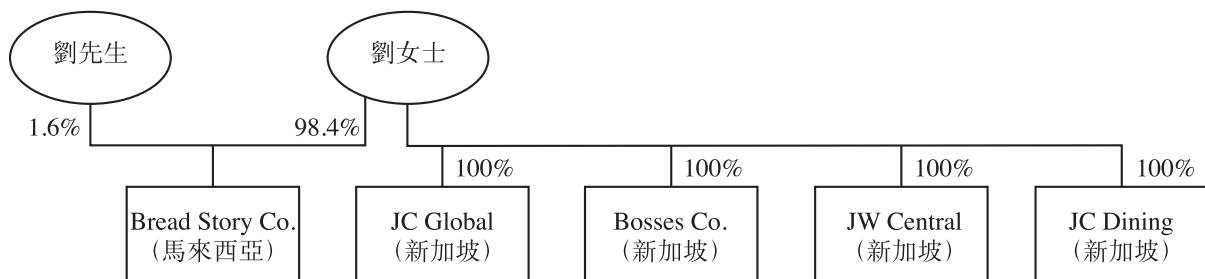 劉先生
劉女士
1.6%
98.4%
100%
100%
100%
100%
Bread Story Co.
（馬來西亞）
JC Global
（新加坡）
Bosses Co.
（新加坡）
JW Central
（新加坡）
JC Dining
（新加坡）